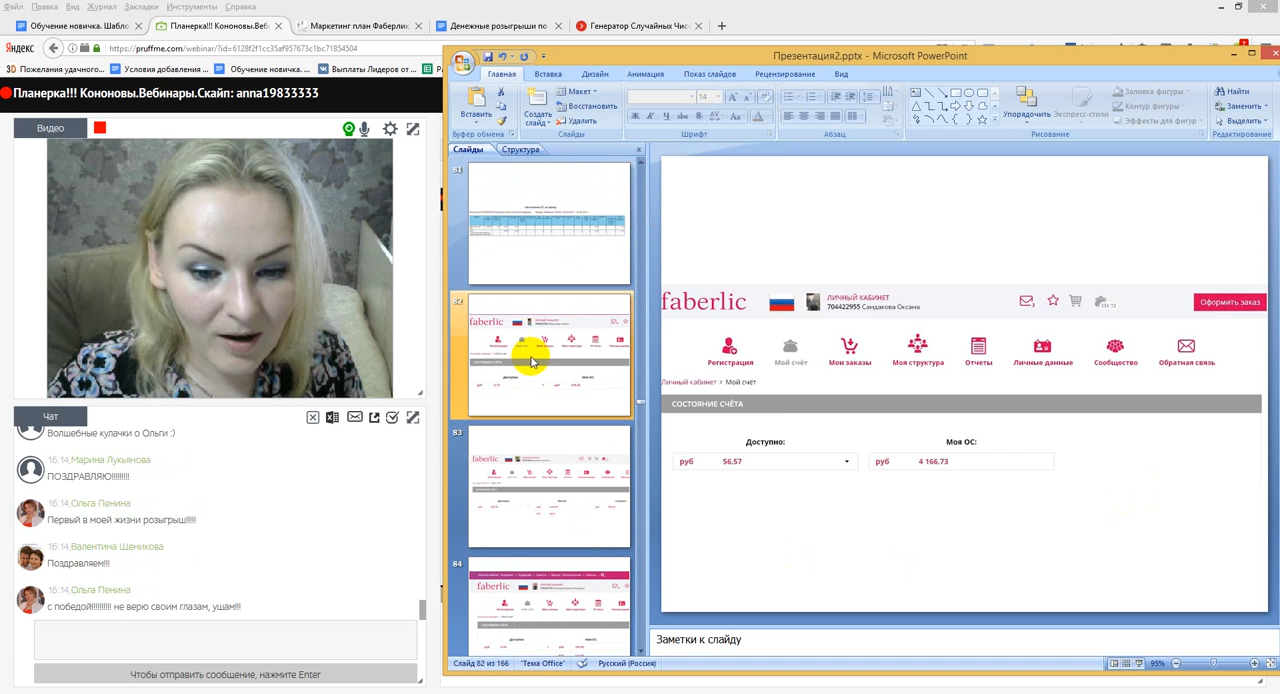 Файл Правка Вид Журнал Закладки Инструменты Справка
Обучение новичка. Шабло
Планерка!!! Кононовы.Веби
Маркетинг план Фаберлик
Денежные розыгрыши по
Генератор Случайных Чис
Яндекс
https://pruffme.com/webinar/?id=6128f2f1cc35af957673c1bc71854504
Пожелания удачного...
Условия добавления ...
Обучение новичка. ...
Выплаты Лидеров от ...
Планерка!!! Кононовы.Вебинары.Скайп: anna19833333
Видео
Чат
Волшебные кулачки о Ольги :)
16:14,Марина Лукьянова
ПОЗДРАВЛЯЮ!!!!!!!!!
16:14,Ольга Пенина
Первый в моей жизни розыгрыш!!!!!
16:14,Валентина Щеникова
Поздравляем!!!
16:14,Ольга Пенина
с победой!!!!!!!!!! не верю своим глазам, ушам!!!
Чтобы отправить сообщение, нажмите Enter
Презентация2.pptx - Microsoft PowerPoint
Главная Вставка Дизайн Анимация Показ слайдов Рецензирование Вид
Вставить
Буфер обмена
Создать слайд
Макет
Восстановить
Удалить
Слайды
14
Шрифт
Абзац
Упорядочить
Экспресс-стили
Заливка фигуры
Контур фигуры
Эффекты для фигур
Рисование
Найти
Заменить
Выделить
Редактирование
Слайды Структура
81
82
faberlic
83
84
faberlic
faberlic
ЛИЧНЫЙ КАБИНЕТ
704422955 Сандакова Оксана
Оформить заказ
Регистрация Мой счёт Мои заказы Моя структура Отчеты Личные данные Сообщество Обратная связь
Личный кабинет > Мой счёт
СОСТОЯНИЕ СЧЁТА
Доступно: Моя ОС:
руб 56,57 руб 4 166,73
Заметки к слайду
Слайд 82 из 166 "Тема Office" Русский (Россия) 95%